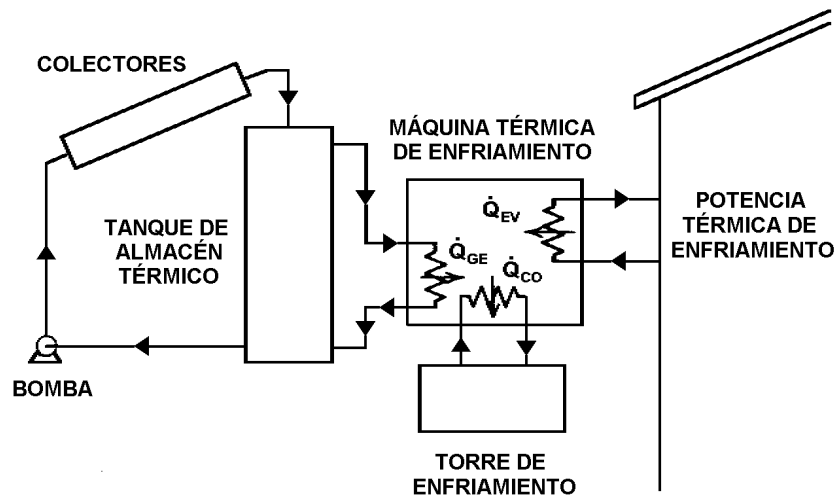 COLECTORES
MÁQUINA TÉRMICA
DE ENFRIAMIENTO
TANQUE DE
ALMACÉN
TÉRMICO
Q̇EV
Q̇GE
Q̇CO
POTENCIA
TÉRMICA DE
ENFRIAMIENTO
BOMBA
TORRE DE
ENFRIAMIENTO